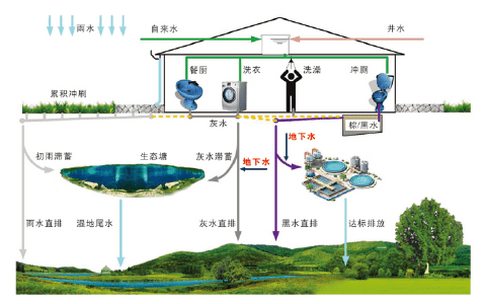 雨水
自来水
井水
餐厨
洗衣
洗澡
冲厕
累积冲刷
灰水
棕/黑水
初雨滞蓄
生态塘
灰水滞蓄
地下水
地下水
雨水直排
湿地尾水
灰水直排
黑水直排
达标排放